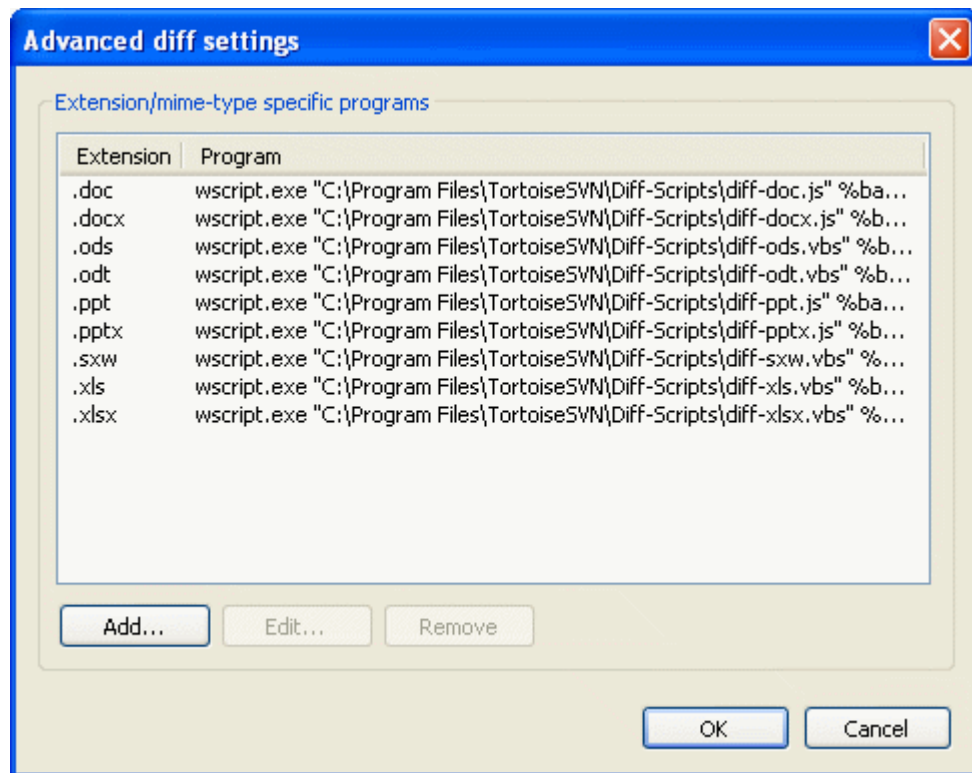 Advanced diff settings
Extension/mime-type specific programs
Extension Program
.doc wscript.exe "C:\Program Files\TortoiseSVN\Diff-Scripts\diff-doc.js" %ba...
.docx wscript.exe "C:\Program Files\TortoiseSVN\Diff-Scripts\diff-docx.js" %b...
.ods wscript.exe "C:\Program Files\TortoiseSVN\Diff-Scripts\diff-ods.vbs" %b...
.odt wscript.exe "C:\Program Files\TortoiseSVN\Diff-Scripts\diff-odt.vbs" %b...
.ppt wscript.exe "C:\Program Files\TortoiseSVN\Diff-Scripts\diff-ppt.js" %ba...
.pptx wscript.exe "C:\Program Files\TortoiseSVN\Diff-Scripts\diff-pptx.js" %b...
.sxw wscript.exe "C:\Program Files\TortoiseSVN\Diff-Scripts\diff-sxw.vbs" %...
.xls wscript.exe "C:\Program Files\TortoiseSVN\Diff-Scripts\diff-xls.vbs" %b...
.xlsx wscript.exe "C:\Program Files\TortoiseSVN\Diff-Scripts\diff-xlsx.vbs" %...
Add... Edit... Remove
OK Cancel